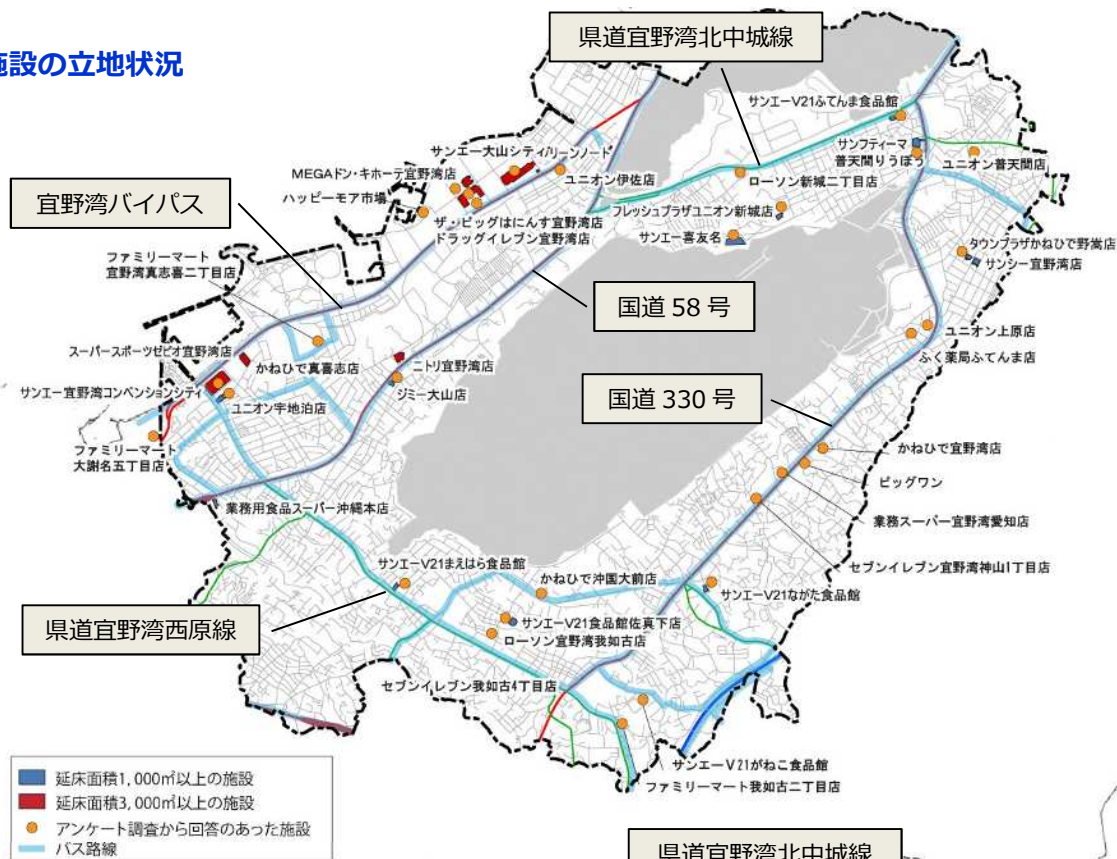 施設の立地状況
県道宜野湾北中城線
サンエーV21ふてんま食品館
サンエー大山シティ/リーンノード
サンフティーマ
普天間りうぼう
ユニオン普天間店
MEGAドン・キホーテ宜野湾店
ユニオン伊佐店
ローソン新城二丁目店
宜野湾バイパス
ハッピーモア市場
ザ・ビッグはにんす宜野湾店
ドラッグイレブン宜野湾店
フレッシュプラザユニオン新城店
サンエー喜友名
タウンプラザかねひで野嵩店
サンシー宜野湾店
ファミリーマート
宜野湾真志喜二丁目店
国道 58 号
ユニオン上原店
ふく薬局ふてんま店
スーパースポーツゼビオ宜野湾店
かねひで真喜志店
ニトリ宜野湾店
サンエー宜野湾コンベンションシティ
ジミー大山店
ユニオン宇地泊店
国道 330 号
ファミリーマート
大謝名五丁目店
かねひで宜野湾店
ビッグワン
業務用食品スーパー沖縄本店
業務スーパー宜野湾愛知店
セブンイレブン宜野湾神山1丁目店
サンエーV21まえはら食品館
かねひで沖国大前店
サンエーV21ながた食品館
県道宜野湾西原線
サンエーV21食品館佐真下店
ローソン宜野湾我如古店
セブンイレブン我如古4丁目店
サンエーV21がねこ食品館
ファミリーマート我如古二丁目店
延床面積1,000㎡以上の施設
延床面積3,000㎡以上の施設
アンケート調査から回答のあった施設
バス路線
県道宜野湾北中城線